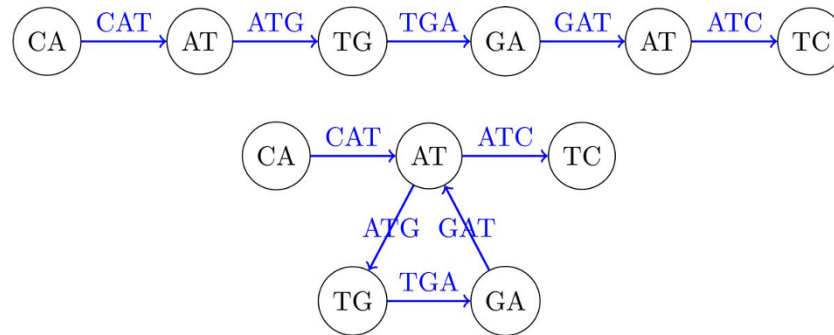 CAT ATG TGA GAT ATC
CA AT TG GA AT TC
CAT ATC
CA AT TC
ATG GAT
TGA
TG GA